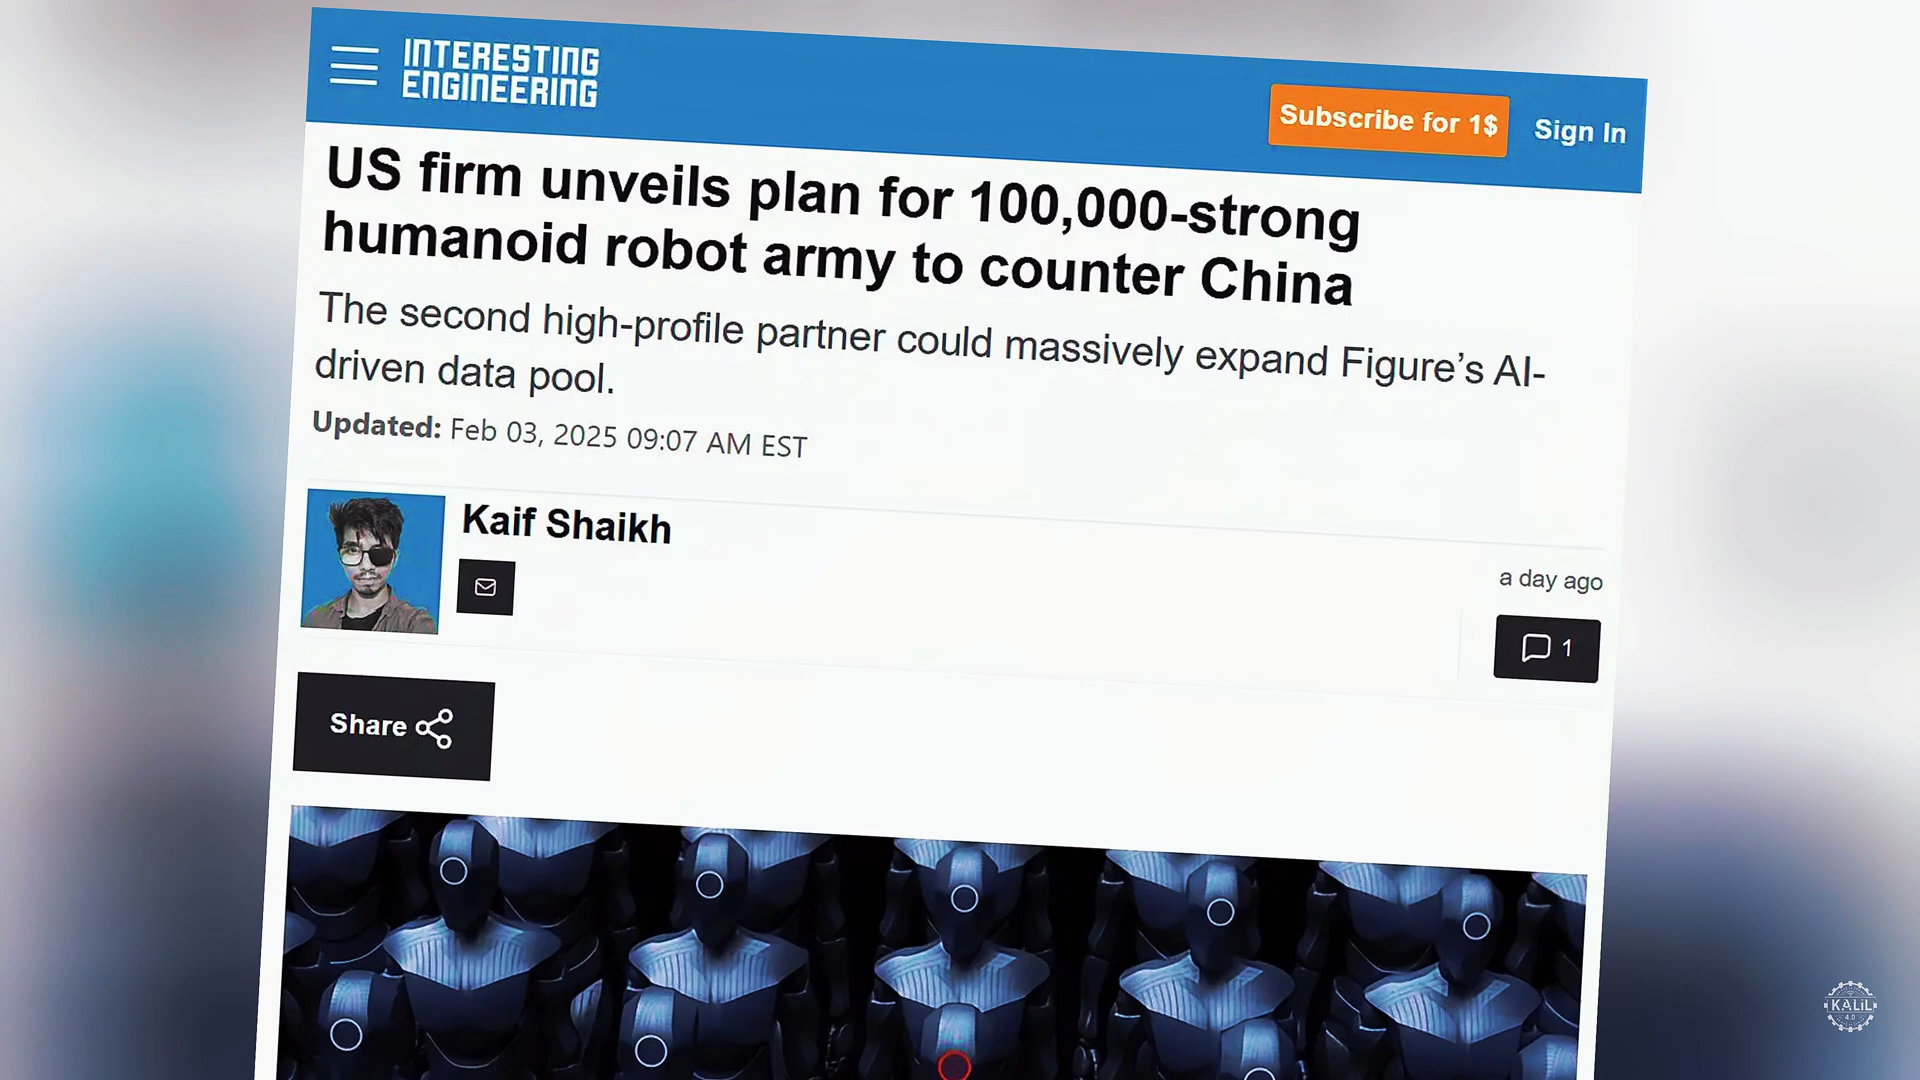 INTERESTING
ENGINEERING
Subscribe for 1$
Sign In
US firm unveils plan for 100,000-strong
humanoid robot army to counter China
The second high-profile partner could massively expand Figure’s AI-
driven data pool.
Updated: Feb 03, 2025 09:07 AM EST
Kaif Shaikh
a day ago
1
Share
KALIL
4.0